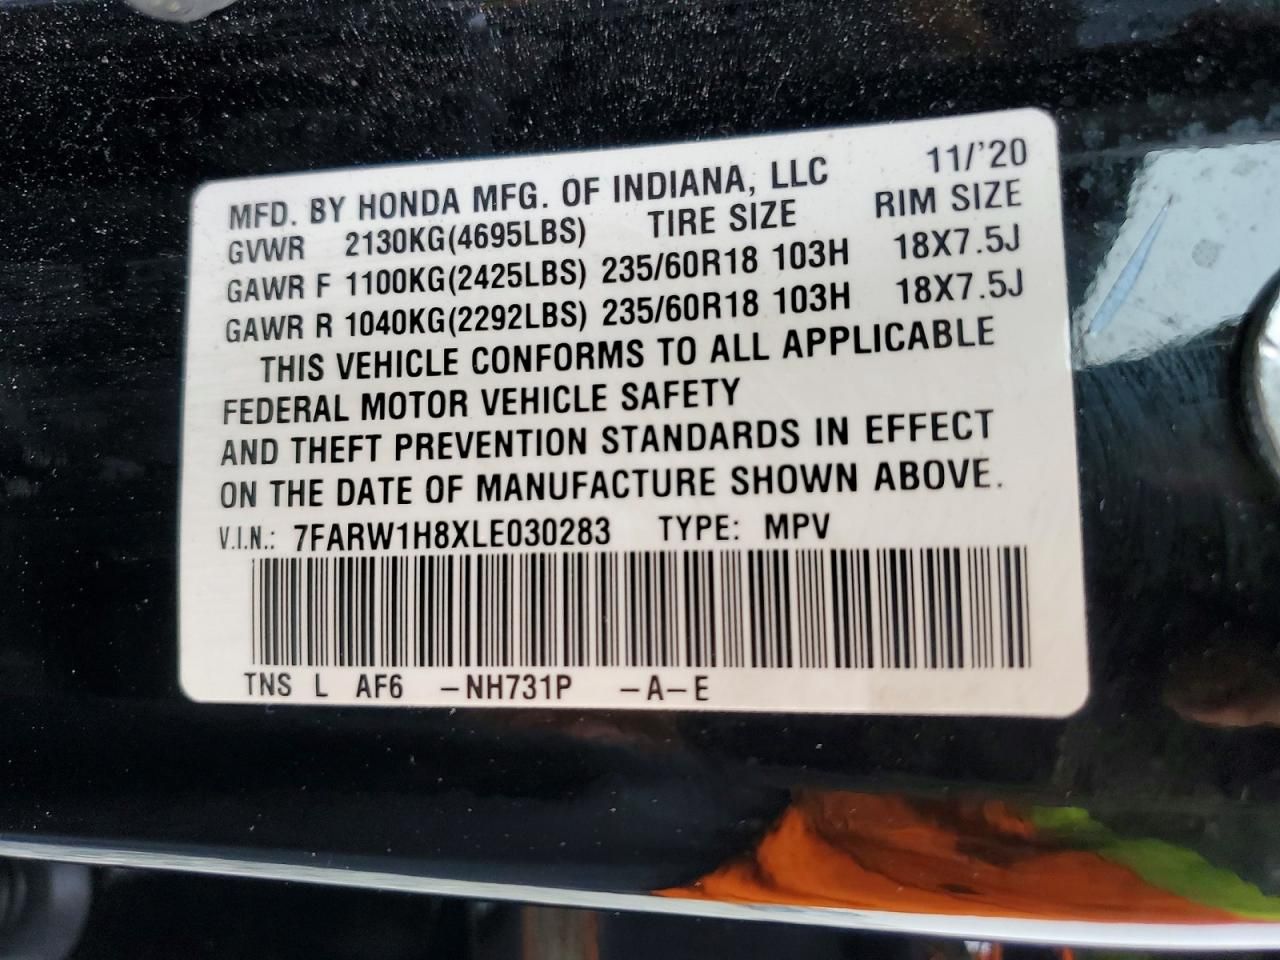 MFD. BY HONDA MFG. OF INDIANA, LLC 11/'20
GVWR 2130KG(4695LBS) TIRE SIZE RIM SIZE
GAWR F 1100KG(2425LBS) 235/60R18 103H 18X7.5J
GAWR R 1040KG(2292LBS) 235/60R18 103H 18X7.5J
THIS VEHICLE CONFORMS TO ALL APPLICABLE
FEDERAL MOTOR VEHICLE SAFETY
AND THEFT PREVENTION STANDARDS IN EFFECT
ON THE DATE OF MANUFACTURE SHOWN ABOVE.
V.I.N.: 7FARW1H8XLE030283 TYPE: MPV
TNS L AF6 -NH731P -A-E